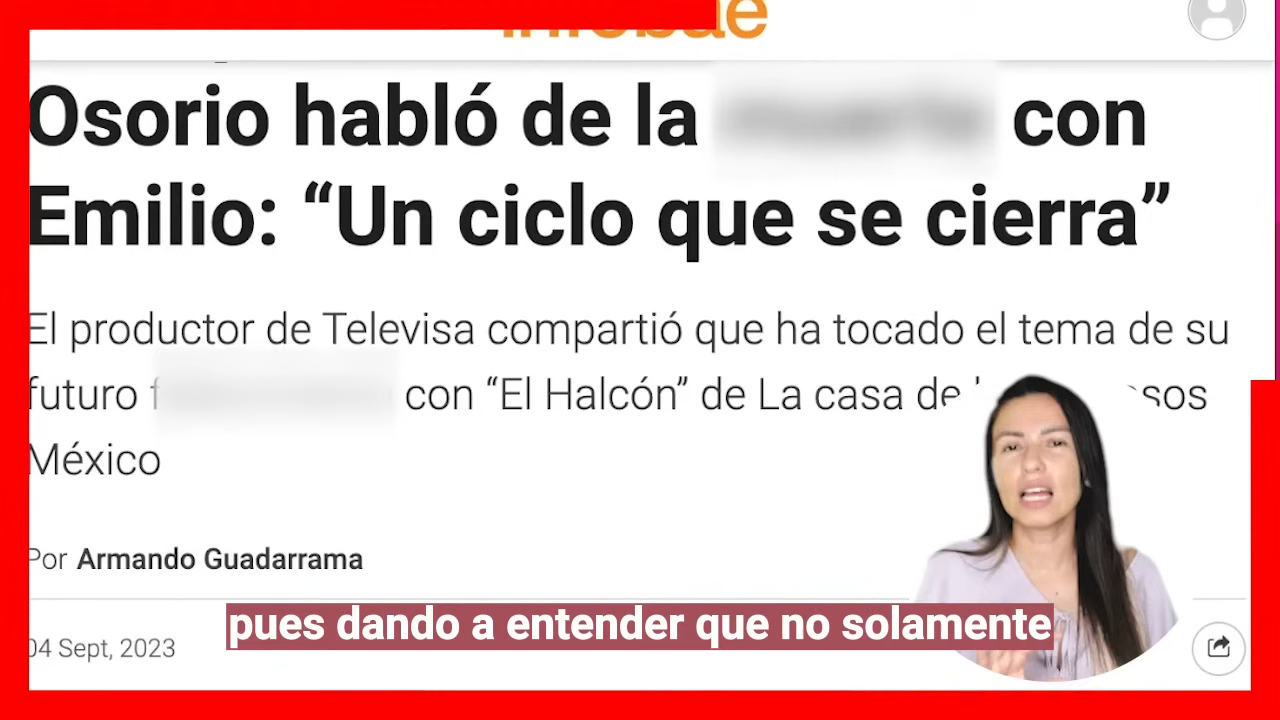 infobae
Osorio habló de la con
Emilio: “Un ciclo que se cierra”
El productor de Televisa compartió que ha tocado el tema de su
futuro con “El Halcón” de La casa de
México
Por Armando Guadarrama
pues dando a entender que no solamente
04 Sept, 2023